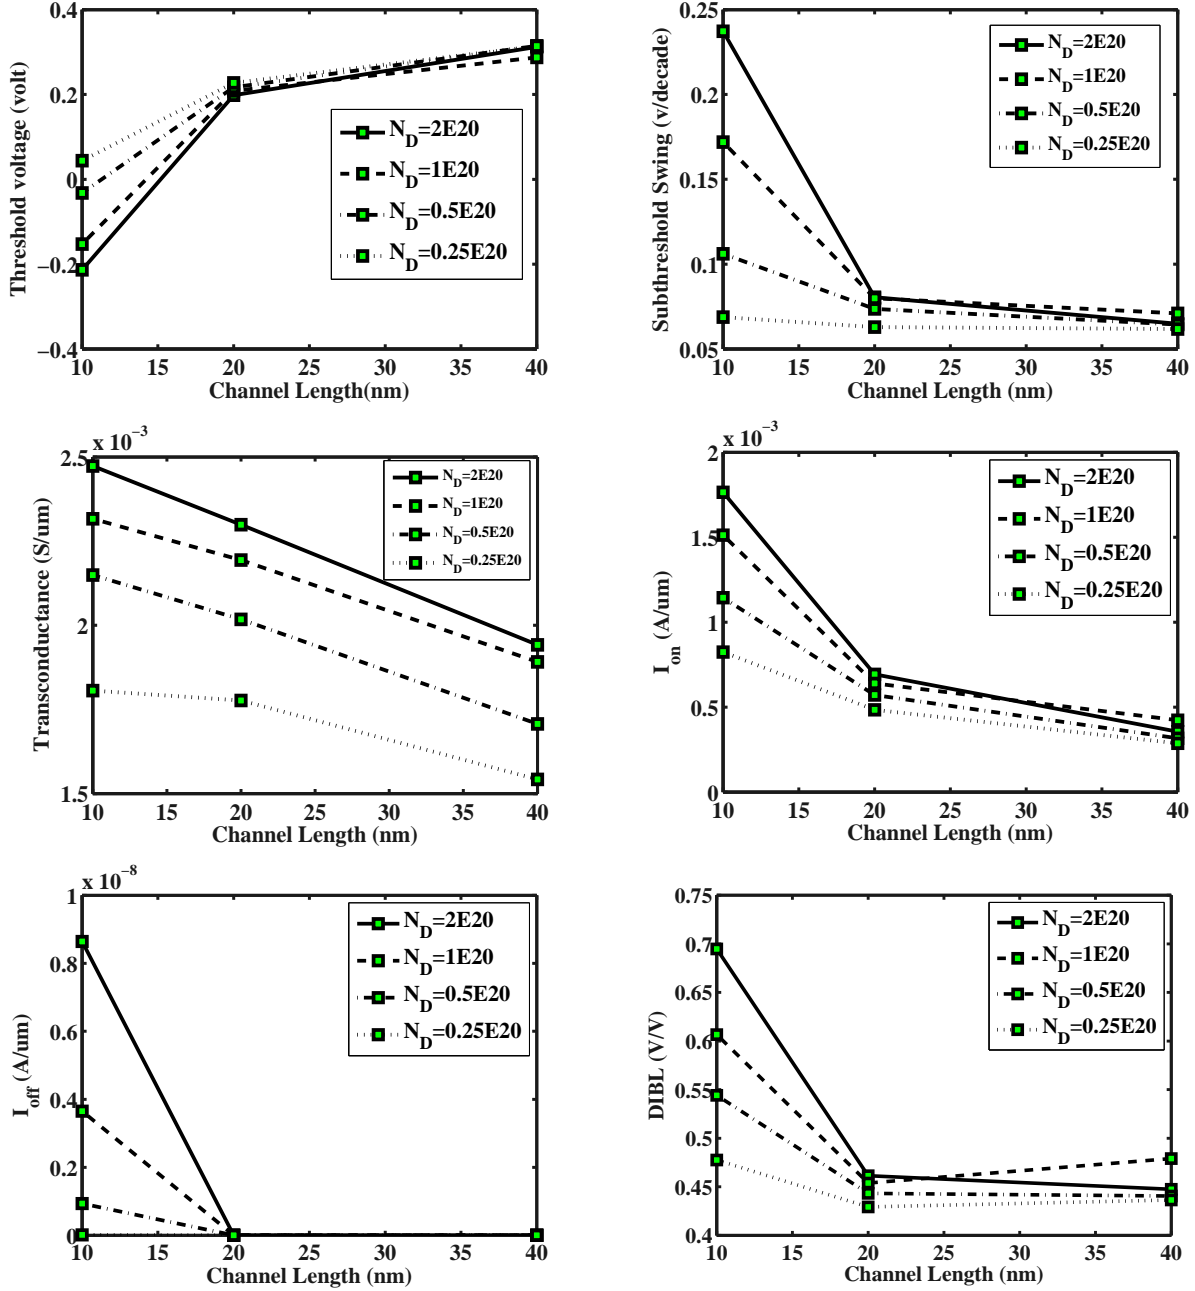 0.4
0.3
0.2
0.1
0
−0.2
−0.4
10 15 20 25 30 35 40
Channel Length(nm)
Threshold voltage (volt)
N_D=2E20
N_D=1E20
N_D=0.5E20
N_D=0.25E20
0.25
0.2
0.15
0.1
0.05
10 15 20 25 30 35 40
Channel Length (nm)
Subthreshold Swing (v/decade)
N_D=2E20
N_D=1E20
N_D=0.5E20
N_D=0.25E20
x 10^−3
2.5
2
1.5
10 15 20 25 30 35 40
Channel Length (nm)
Transconductance (S/um)
N_D=2E20
N_D=1E20
N_D=0.5E20
N_D=0.25E20
x 10^−3
2
1.5
1
0.5
0
10 15 20 25 30 35 40
Channel Length (nm)
I_on (A/um)
N_D=2E20
N_D=1E20
N_D=0.5E20
N_D=0.25E20
x 10^−8
1
0.8
0.6
0.4
0.2
0
10 15 20 25 30 35 40
Channel Length (nm)
I_off (A/um)
N_D=2E20
N_D=1E20
N_D=0.5E20
N_D=0.25E20
0.75
0.7
0.65
0.6
0.55
0.5
0.45
0.4
10 15 20 25 30 35 40
Channel Length (nm)
DIBL (V/V)
N_D=2E20
N_D=1E20
N_D=0.5E20
N_D=0.25E20